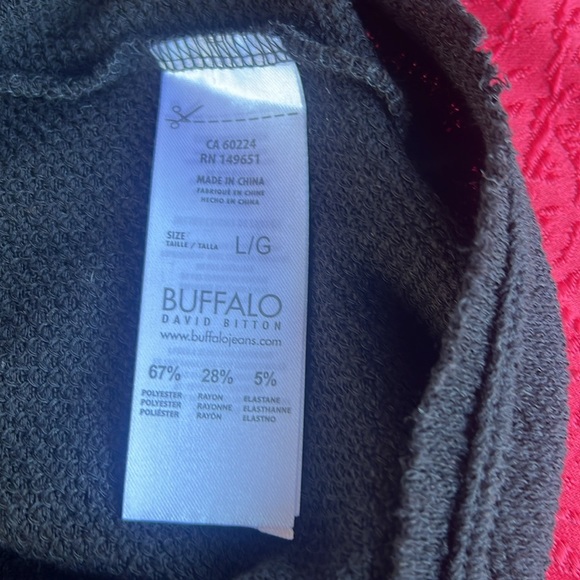 CA 60224
RN 149651
MADE IN CHINA
FABRIQUÉ EN CHINE
HECHO EN CHINA
SIZE
TAILLE / TALLA L/G
BUFFALO
DAVID BITTON
www.buffalojeans.com
67% 28% 5%
POLYESTER RAYON ELASTANE
POLYESTER RAYONNE ELASTHANNE
POLIÉSTER RAYÓN ELASTNO